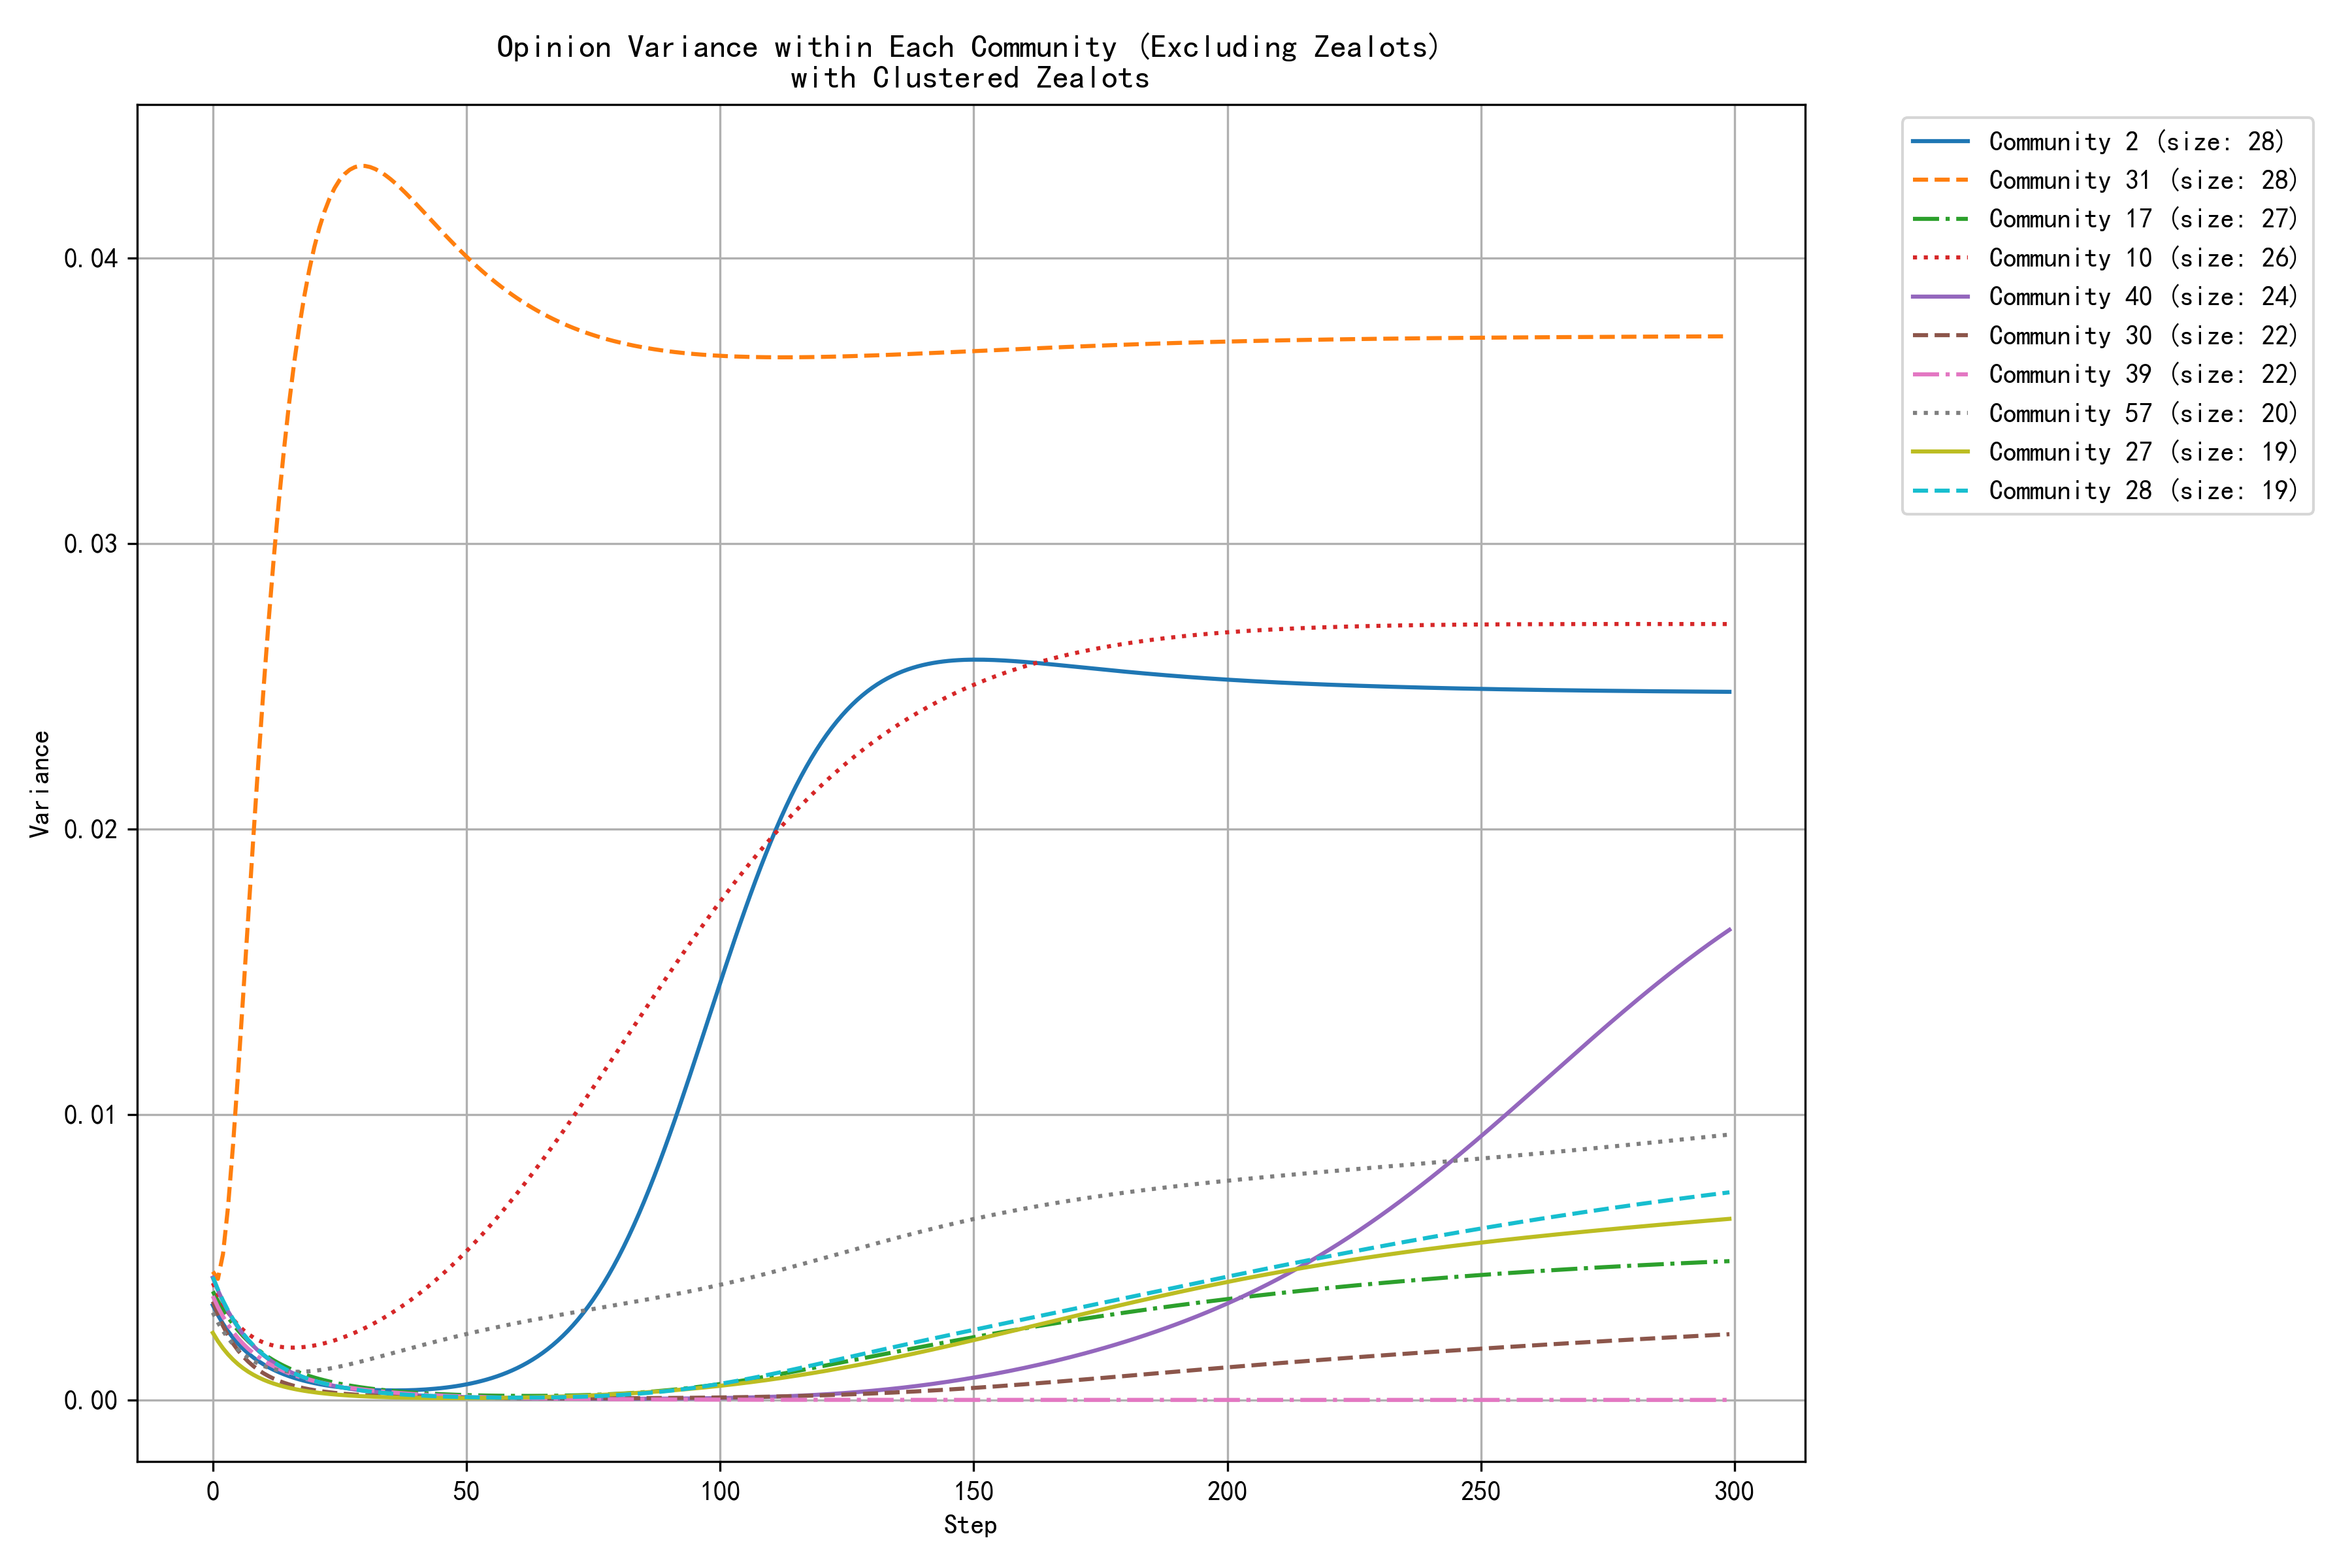 Opinion Variance within Each Community (Excluding Zealots)
with Clustered Zealots
Variance
0.04
0.03
0.02
0.01
0.00
0
50
100
150
200
250
300
Step
Community 2 (size: 28)
Community 31 (size: 28)
Community 17 (size: 27)
Community 10 (size: 26)
Community 40 (size: 24)
Community 30 (size: 22)
Community 39 (size: 22)
Community 57 (size: 20)
Community 27 (size: 19)
Community 28 (size: 19)